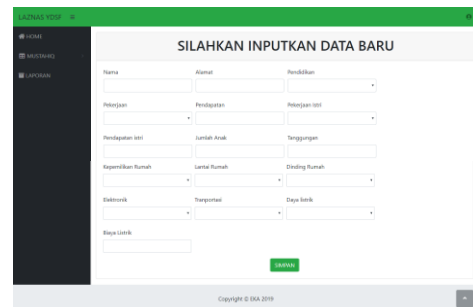 LAZNAS YDSF
HOME
MUSTAHIQ
LAPORAN
SILAHKAN INPUTKAN DATA BARU
Nama Alamat Pendidikan
Pekerjaan Pendapatan Pekerjaan Istri
Pendapatan Istri Jumlah Anak Tanggungan
Kepemilikan Rumah Lantai Rumah Dinding Rumah
Elektronik Tranportasi Daya listrik
Biaya Listrik
SIMPAN
Copyright © EKA 2019